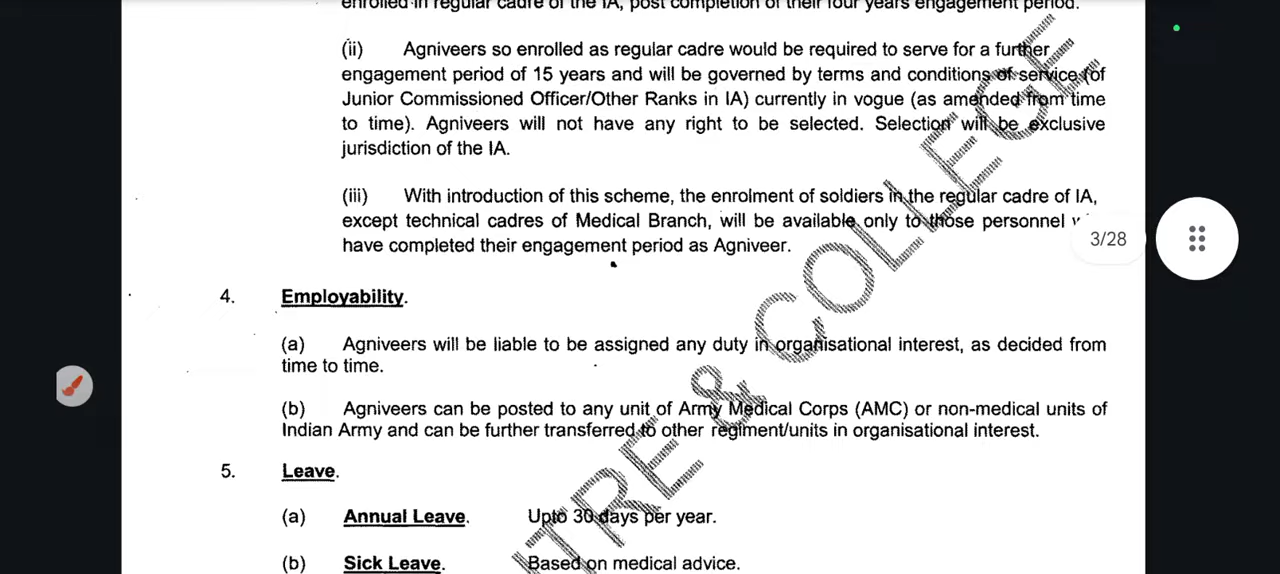 enrolled in regular cadre of the IA, post completion of their four years engagement period.
(ii) Agniveers so enrolled as regular cadre would be required to serve for a further
engagement period of 15 years and will be governed by terms and conditions of service (of
Junior Commissioned Officer/Other Ranks in IA) currently in vogue (as amended from time
to time). Agniveers will not have any right to be selected. Selection will be exclusive
jurisdiction of the IA.
(iii) With introduction of this scheme, the enrolment of soldiers in the regular cadre of IA,
except technical cadres of Medical Branch, will be available only to those personnel
have completed their engagement period as Agniveer.
3/28
4. Employability.
(a) Agniveers will be liable to be assigned any duty in organisational interest, as decided from
time to time.
(b) Agniveers can be posted to any unit of Army Medical Corps (AMC) or non-medical units of
Indian Army and can be further transferred to other regiment/units in organisational interest.
5. Leave.
(a) Annual Leave. Upto 30 days per year.
(b) Sick Leave. Based on medical advice.
& COLLEGE